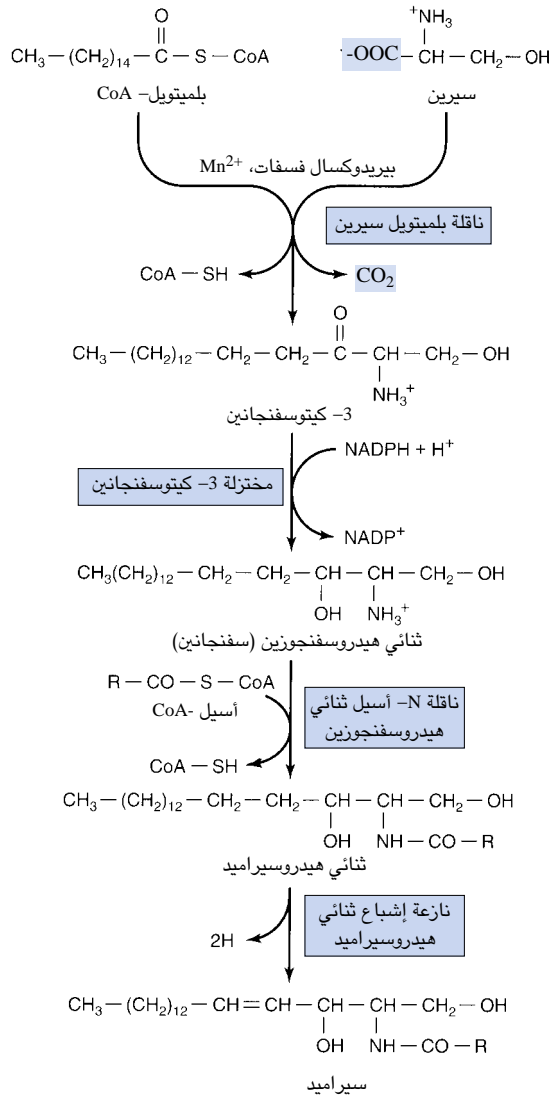 O
CH₃ — (CH₂)₁₄ — C — S — CoA
بلميتويل– CoA
⁺NH₃
-OOC — CH — CH₂ — OH
سيرين
بيريدوكسال فسفات، Mn²⁺
ناقلة بلميتويل سيرين
CoA — SH
CO₂
O
CH₃ — (CH₂)₁₂ — CH₂ — CH₂ — C — CH — CH₂ — OH
NH₃⁺
3– كيتوسفنجانين
NADPH + H⁺
مختزلة 3– كيتوسفنجانين
NADP⁺
CH₃(CH₂)₁₂ — CH₂ — CH₂ — CH — CH — CH₂ — OH
OH NH₃⁺
ثنائي هيدروسفنجوزين (سفنجانين)
R — CO — S — CoA
أسيل -CoA
ناقلة N– أسيل ثنائي
هيدروسفنجوزين
CoA — SH
CH₃ — (CH₂)₁₂ — CH₂ — CH₂ — CH — CH — CH₂ — OH
OH NH — CO — R
ثنائي هيدروسيراميد
نازعة إشباع ثنائي
هيدروسيراميد
2H
CH₃ — (CH₂)₁₂ — CH = CH — CH — CH — CH₂ — OH
OH NH — CO — R
سيراميد